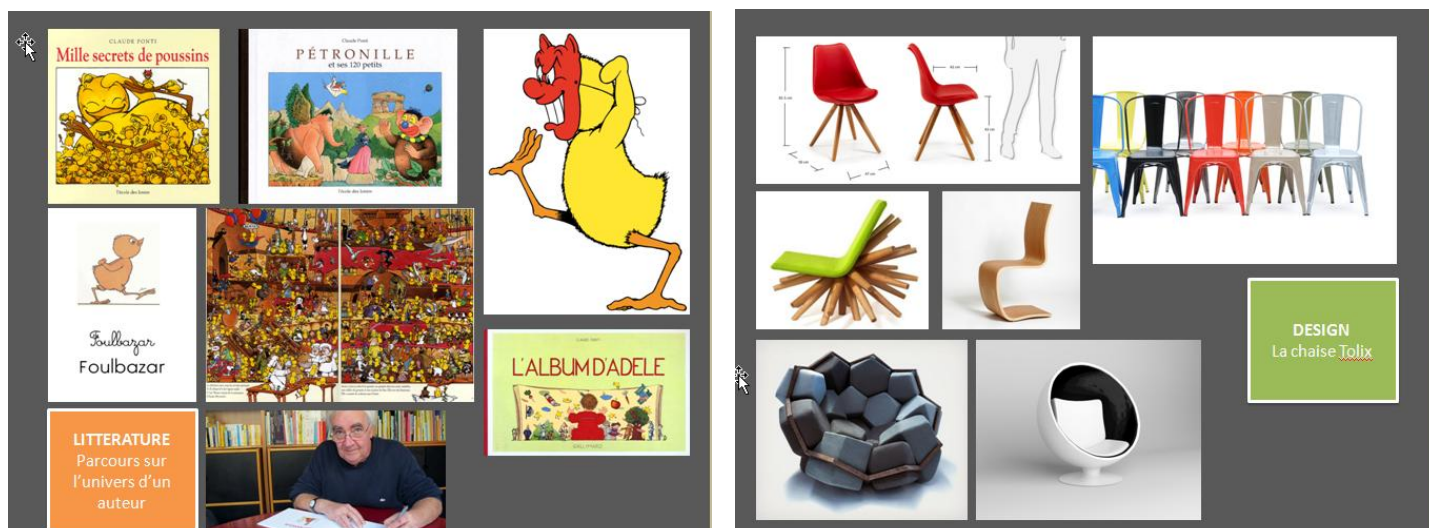 CLAUDE PONTI
Mille secrets de poussins
l'école des loisirs
Claude Ponti
PÉTRONILLE
et ses 120 petits
l'école des loisirs
Foulbazar
Foulbazar
L'ALBUM D'ADELE
GALLIMARD
LITTERATURE
Parcours sur
l'univers d'un
auteur
DESIGN
La chaise Tolix